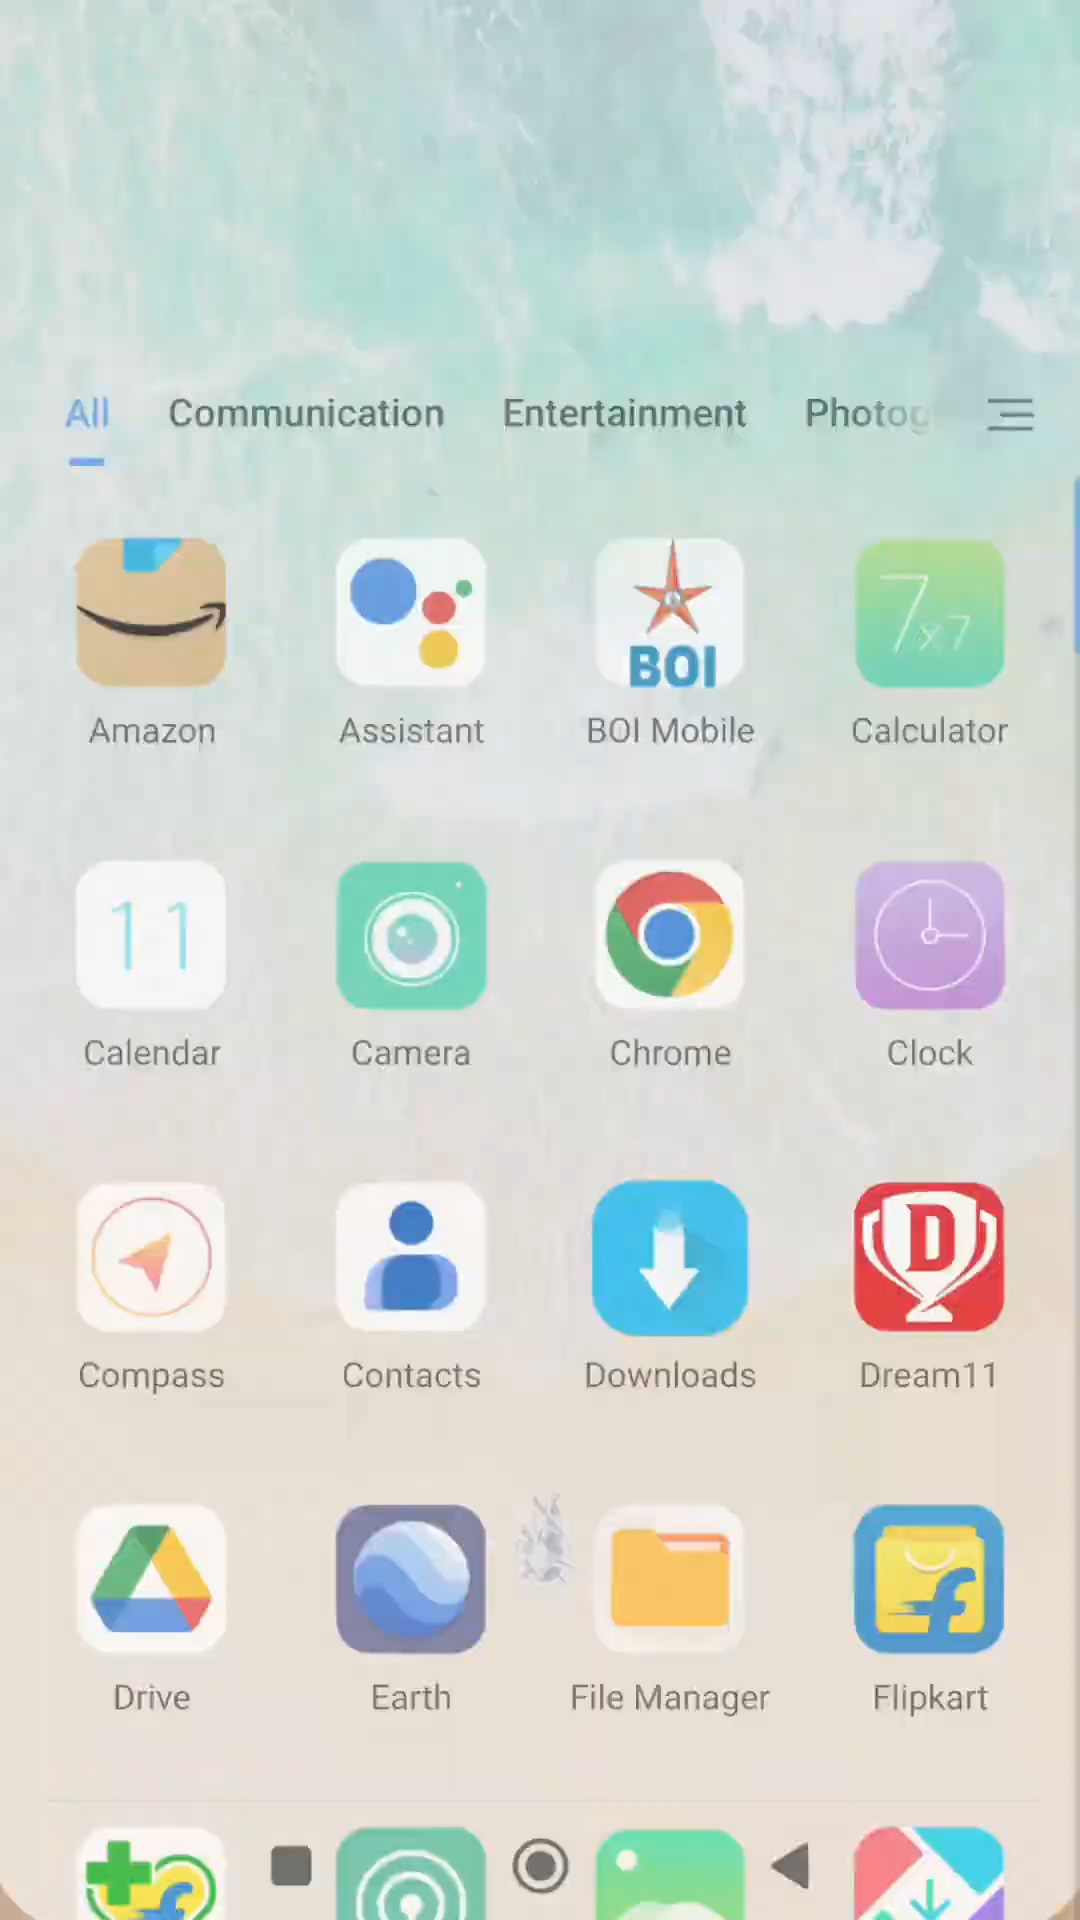 All Communication Entertainment Photog
BOI
7x7
Amazon Assistant BOI Mobile Calculator
11
Calendar Camera Chrome Clock
D
Compass Contacts Downloads Dream11
f
Drive Earth File Manager Flipkart
f